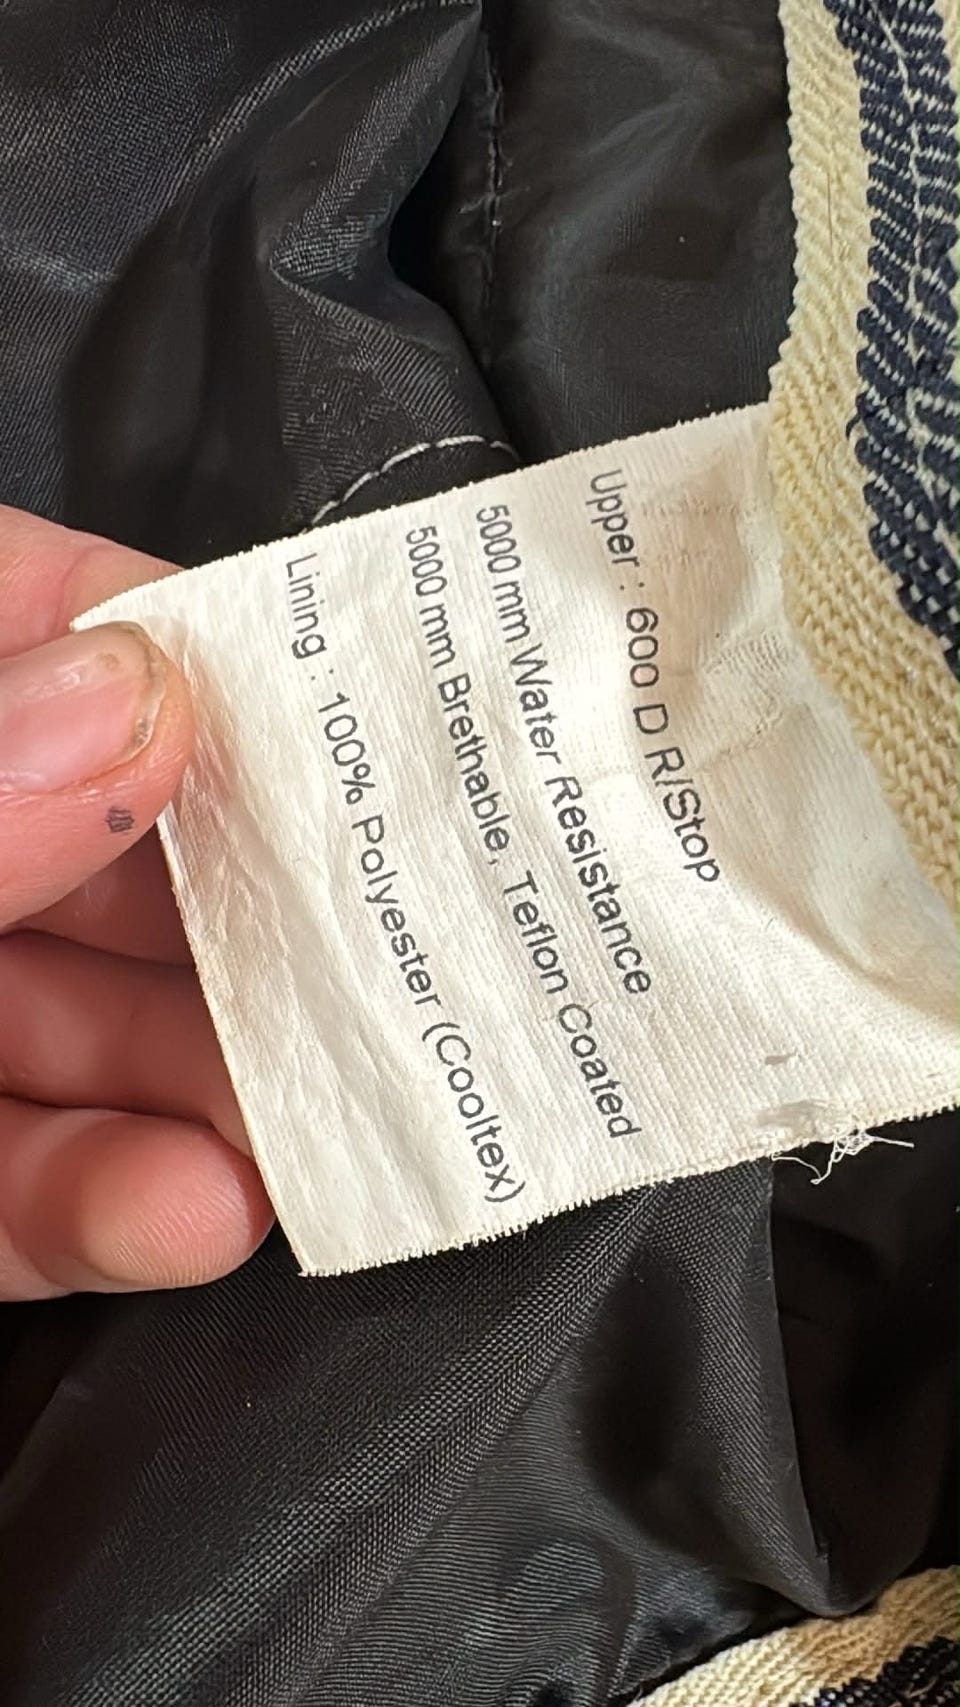 Upper : 600 D R/Stop
5000 mm Water Resistance
5000 mm Brethable, Teflon Coated
Lining : 100% Polyester (Cooltex)